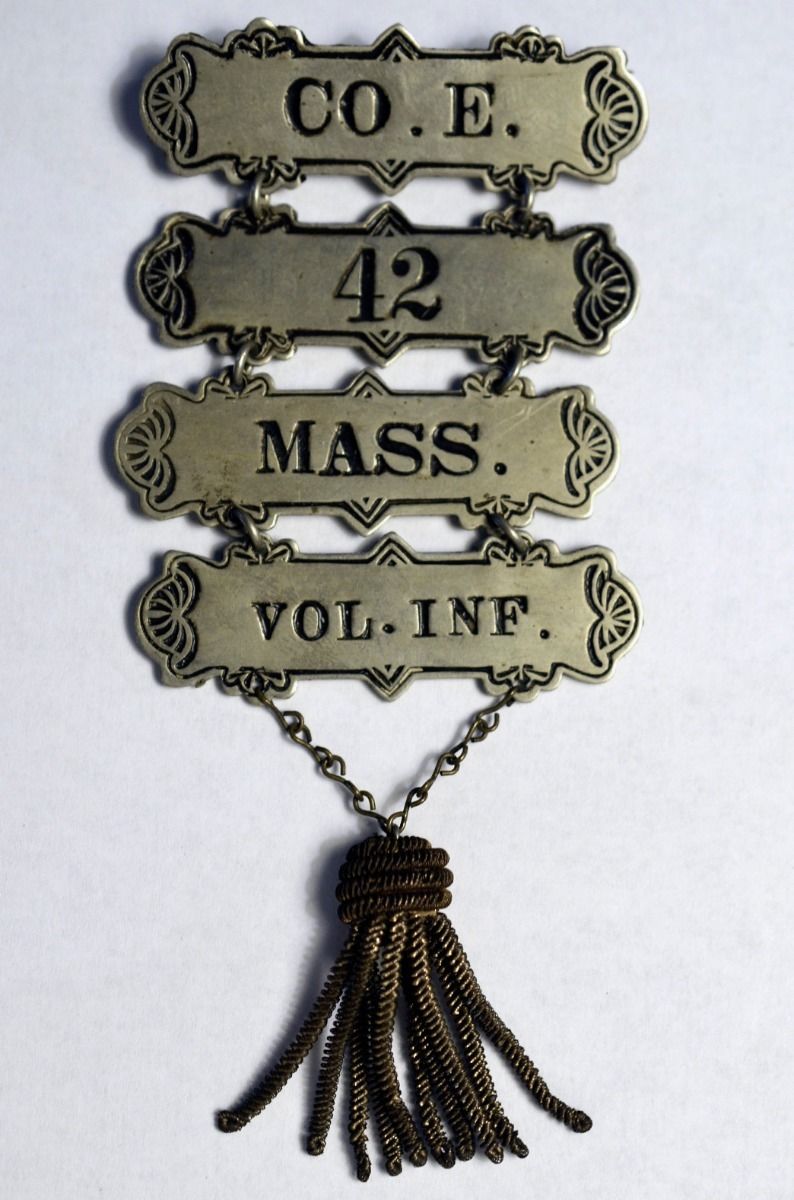 CO. E.
42
MASS.
VOL. INF.